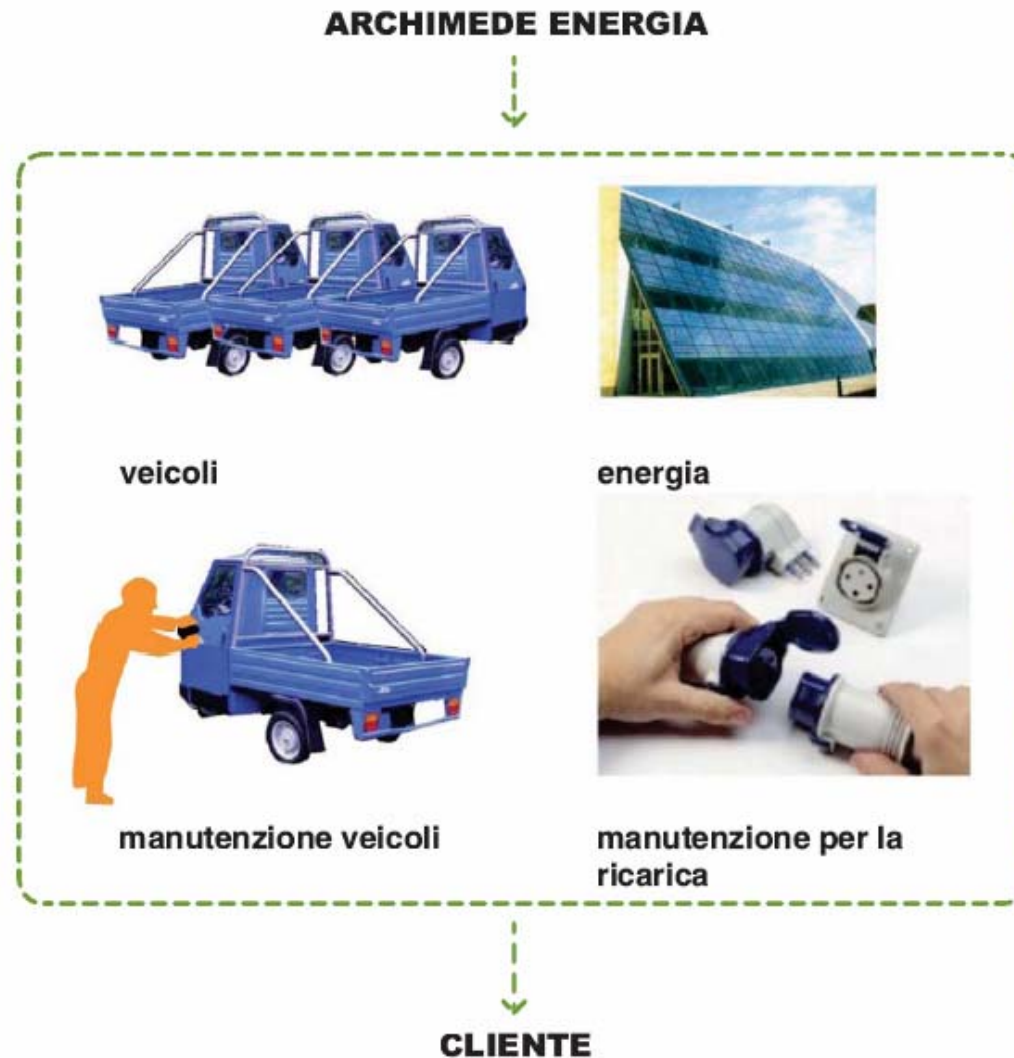 ARCHIMEDE ENERGIA
veicoli
energia
manutenzione veicoli
manutenzione per la
ricarica
CLIENTE